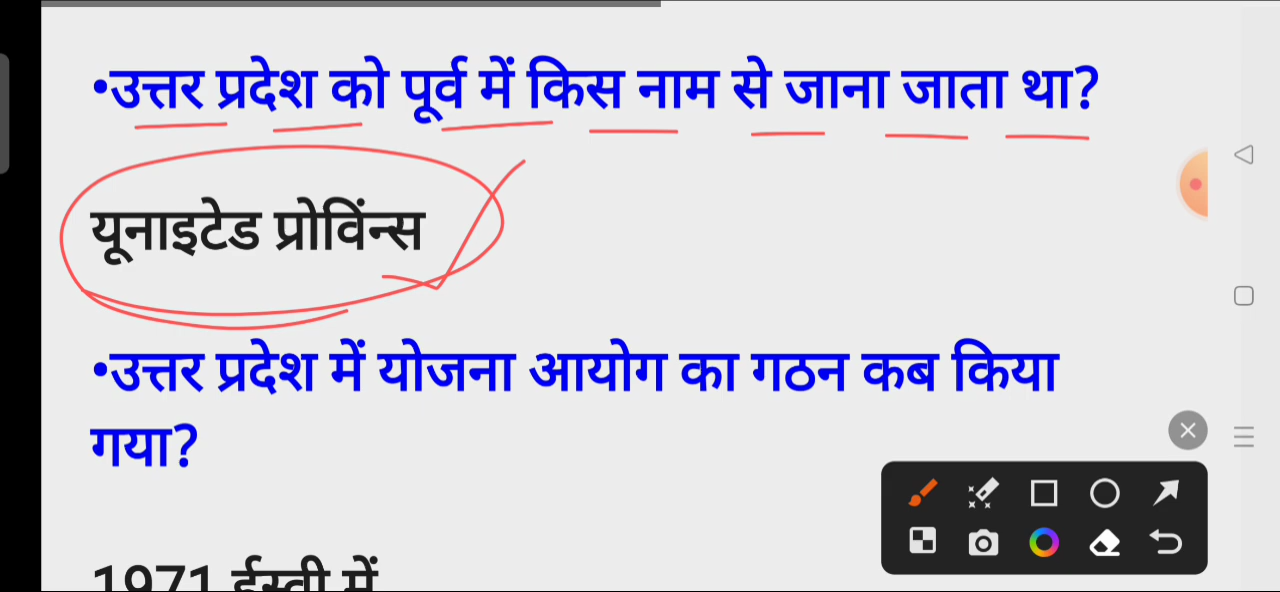 •उत्तर प्रदेश को पूर्व में किस नाम से जाना जाता था?
यूनाइटेड प्रोविंन्स
•उत्तर प्रदेश में योजना आयोग का गठन कब किया
गया?
1971 ईस्वी में